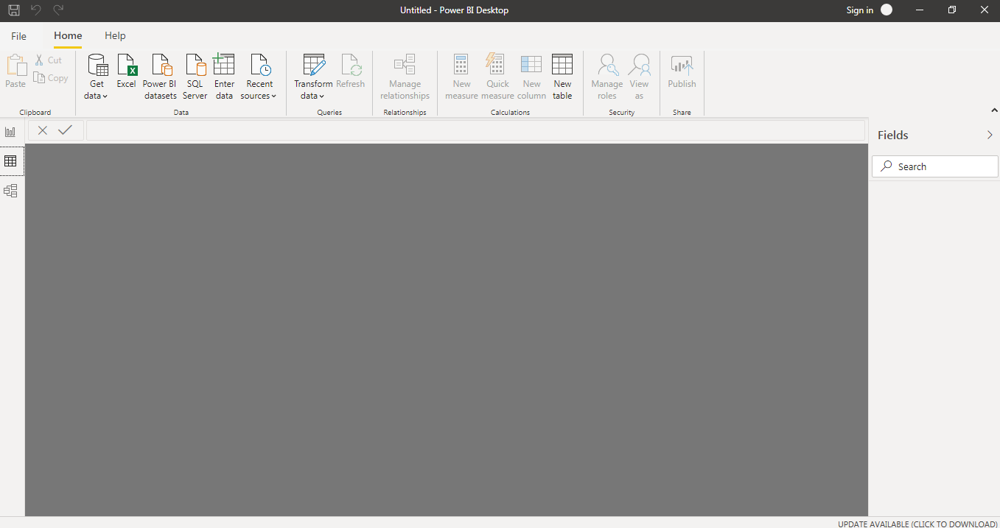 Untitled - Power BI Desktop
Sign in
File
Home
Help
Paste
Cut
Copy
Clipboard
Get
data
Excel
Power BI
datasets
SQL
Server
Enter
data
Recent
sources
Data
Transform
data
Refresh
Queries
Manage
relationships
Relationships
New
measure
Quick
measure
New
column
New
table
Calculations
Manage
roles
View
as
Security
Publish
Share
Fields
Search
UPDATE AVAILABLE (CLICK TO DOWNLOAD)